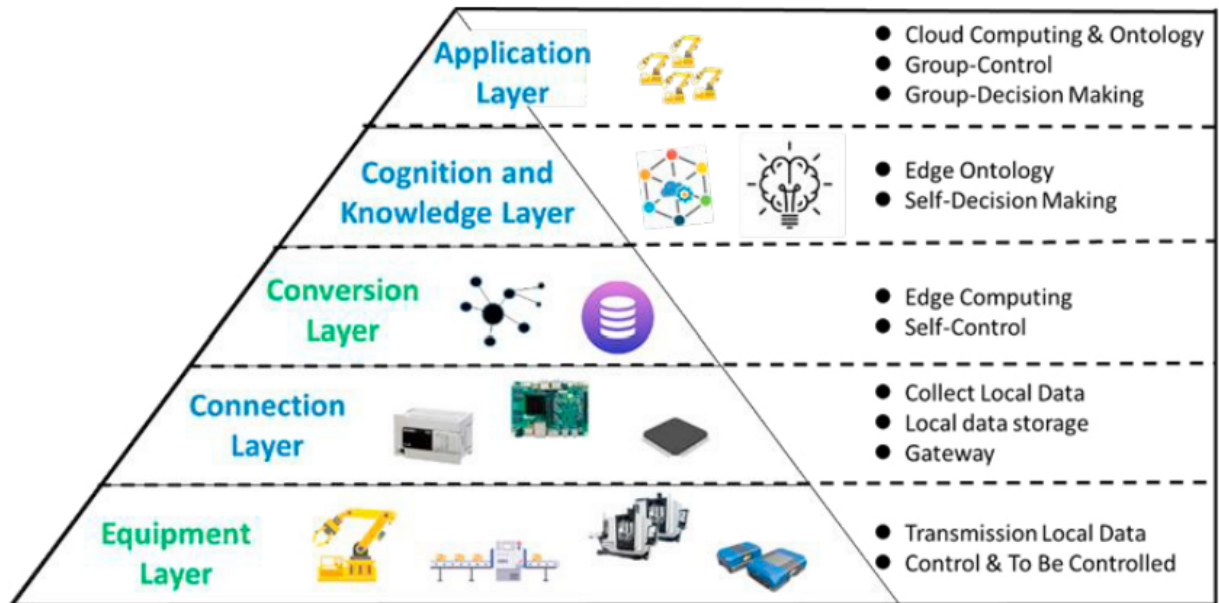 Application
Layer
Cloud Computing & Ontology
Group-Control
Group-Decision Making
Cognition and
Knowledge Layer
Edge Ontology
Self-Decision Making
Conversion
Layer
Edge Computing
Self-Control
Connection
Layer
Collect Local Data
Local data storage
Gateway
Equipment
Layer
Transmission Local Data
Control & To Be Controlled